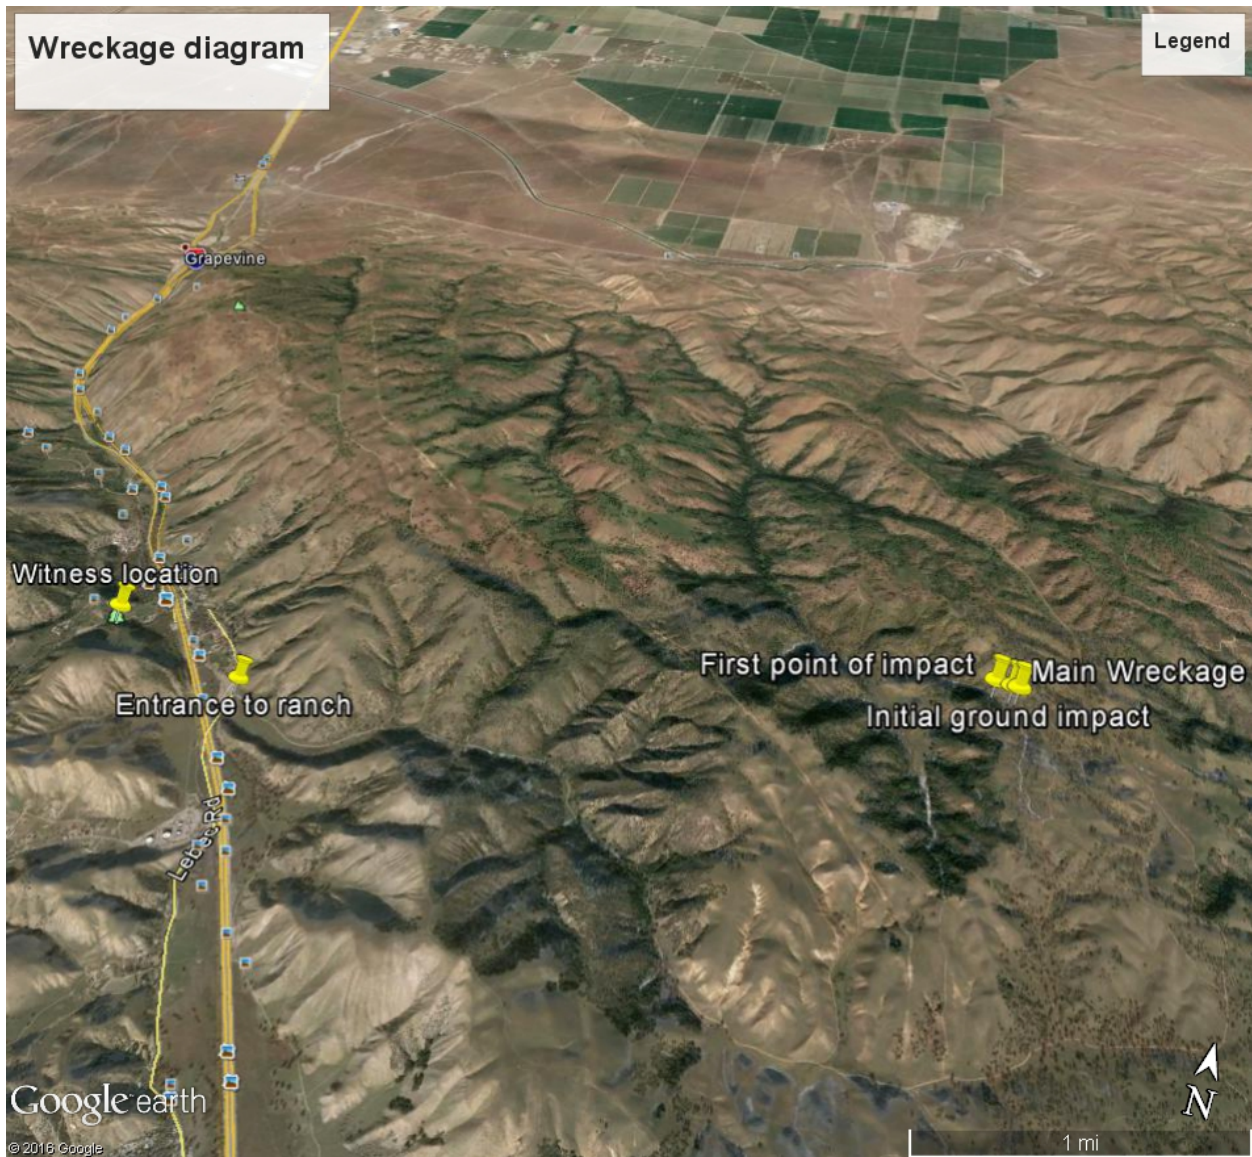 Wreckage diagram
Legend
Grapevine
Witness location
First point of impact
Main Wreckage
Entrance to ranch
Initial ground impact
Lebec Rd
Google earth
N
© 2016 Google
1 mi